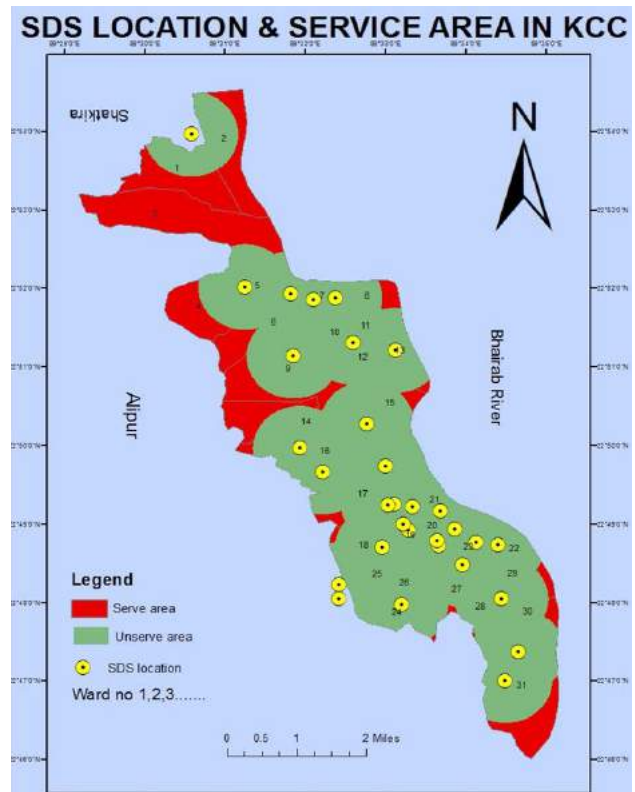 SDS LOCATION & SERVICE AREA IN KCC
Shatkira
N
2
1
5
7
8
6
10
11
12
13
9
Bhairab River
Alipur
15
14
16
17
21
20
19
18
22
25
26
27
29
28
30
24
31
Legend
Serve area
Unserve area
SDS location
Ward no 1,2,3.......
0 0.5 1 2 Miles